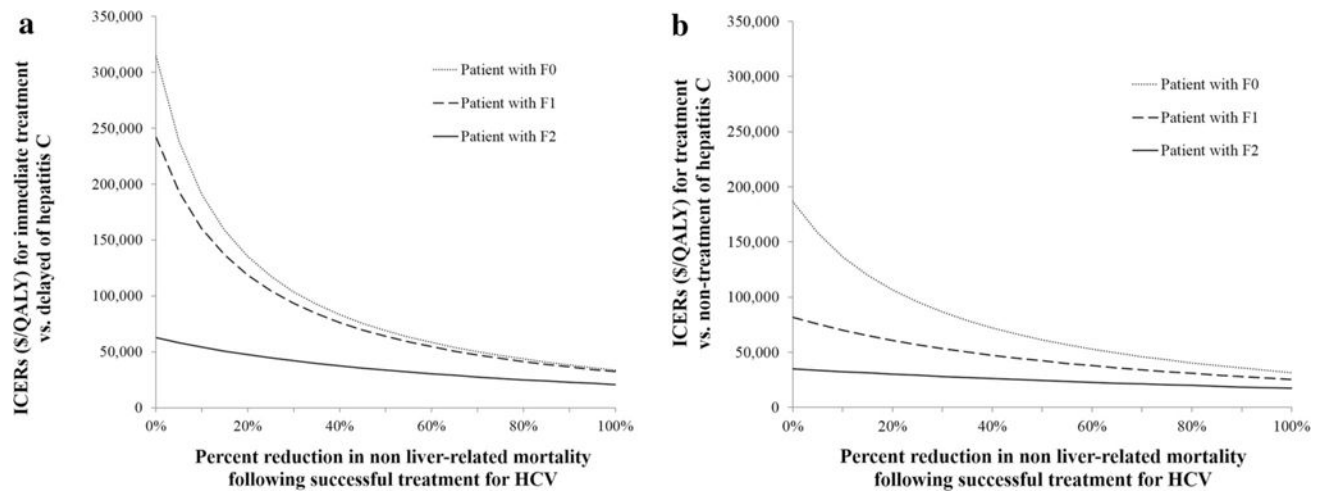 a
ICERs ($/QALY) for immediate treatment
vs. delayed of hepatitis C
350,000
300,000
250,000
200,000
150,000
100,000
50,000
0
0%
20%
40%
60%
80%
100%
Patient with F0
Patient with F1
Patient with F2
Percent reduction in non liver-related mortality
following successful treatment for HCV
b
ICERs ($/QALY) for treatment
vs. non-treatment of hepatitis C
350,000
300,000
250,000
200,000
150,000
100,000
50,000
0
0%
20%
40%
60%
80%
100%
Patient with F0
Patient with F1
Patient with F2
Percent reduction in non liver-related mortality
following successful treatment for HCV